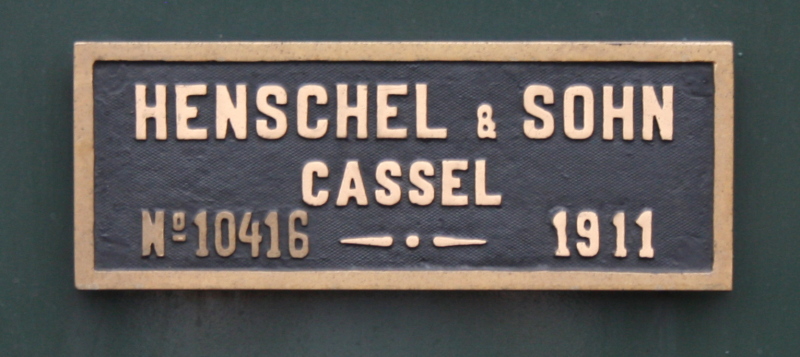 HENSCHEL & SOHN
CASSEL
Nº 10416 1911